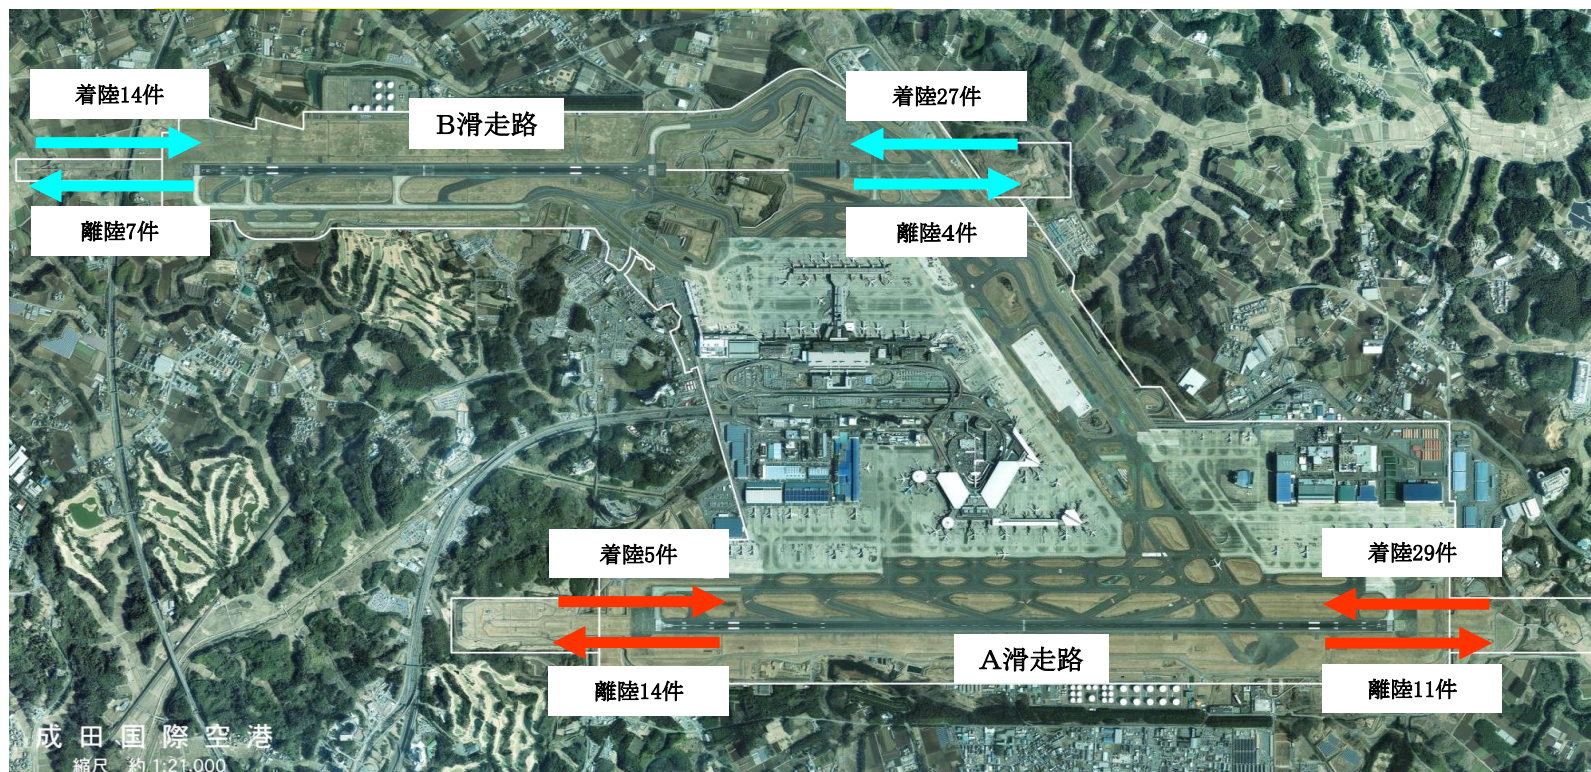 着陸14件
B滑走路
着陸27件
離陸7件
離陸4件
着陸5件
着陸29件
A滑走路
離陸14件
離陸11件
成田国際空港
縮尺 約1:21,000